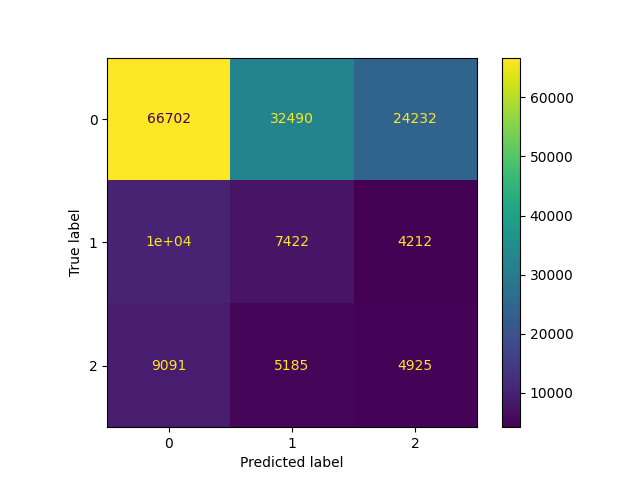 66702 32490 24232
1e+04 7422 4212
9091 5185 4925
0
1
2
True label
0 1 2
Predicted label
60000
50000
40000
30000
20000
10000